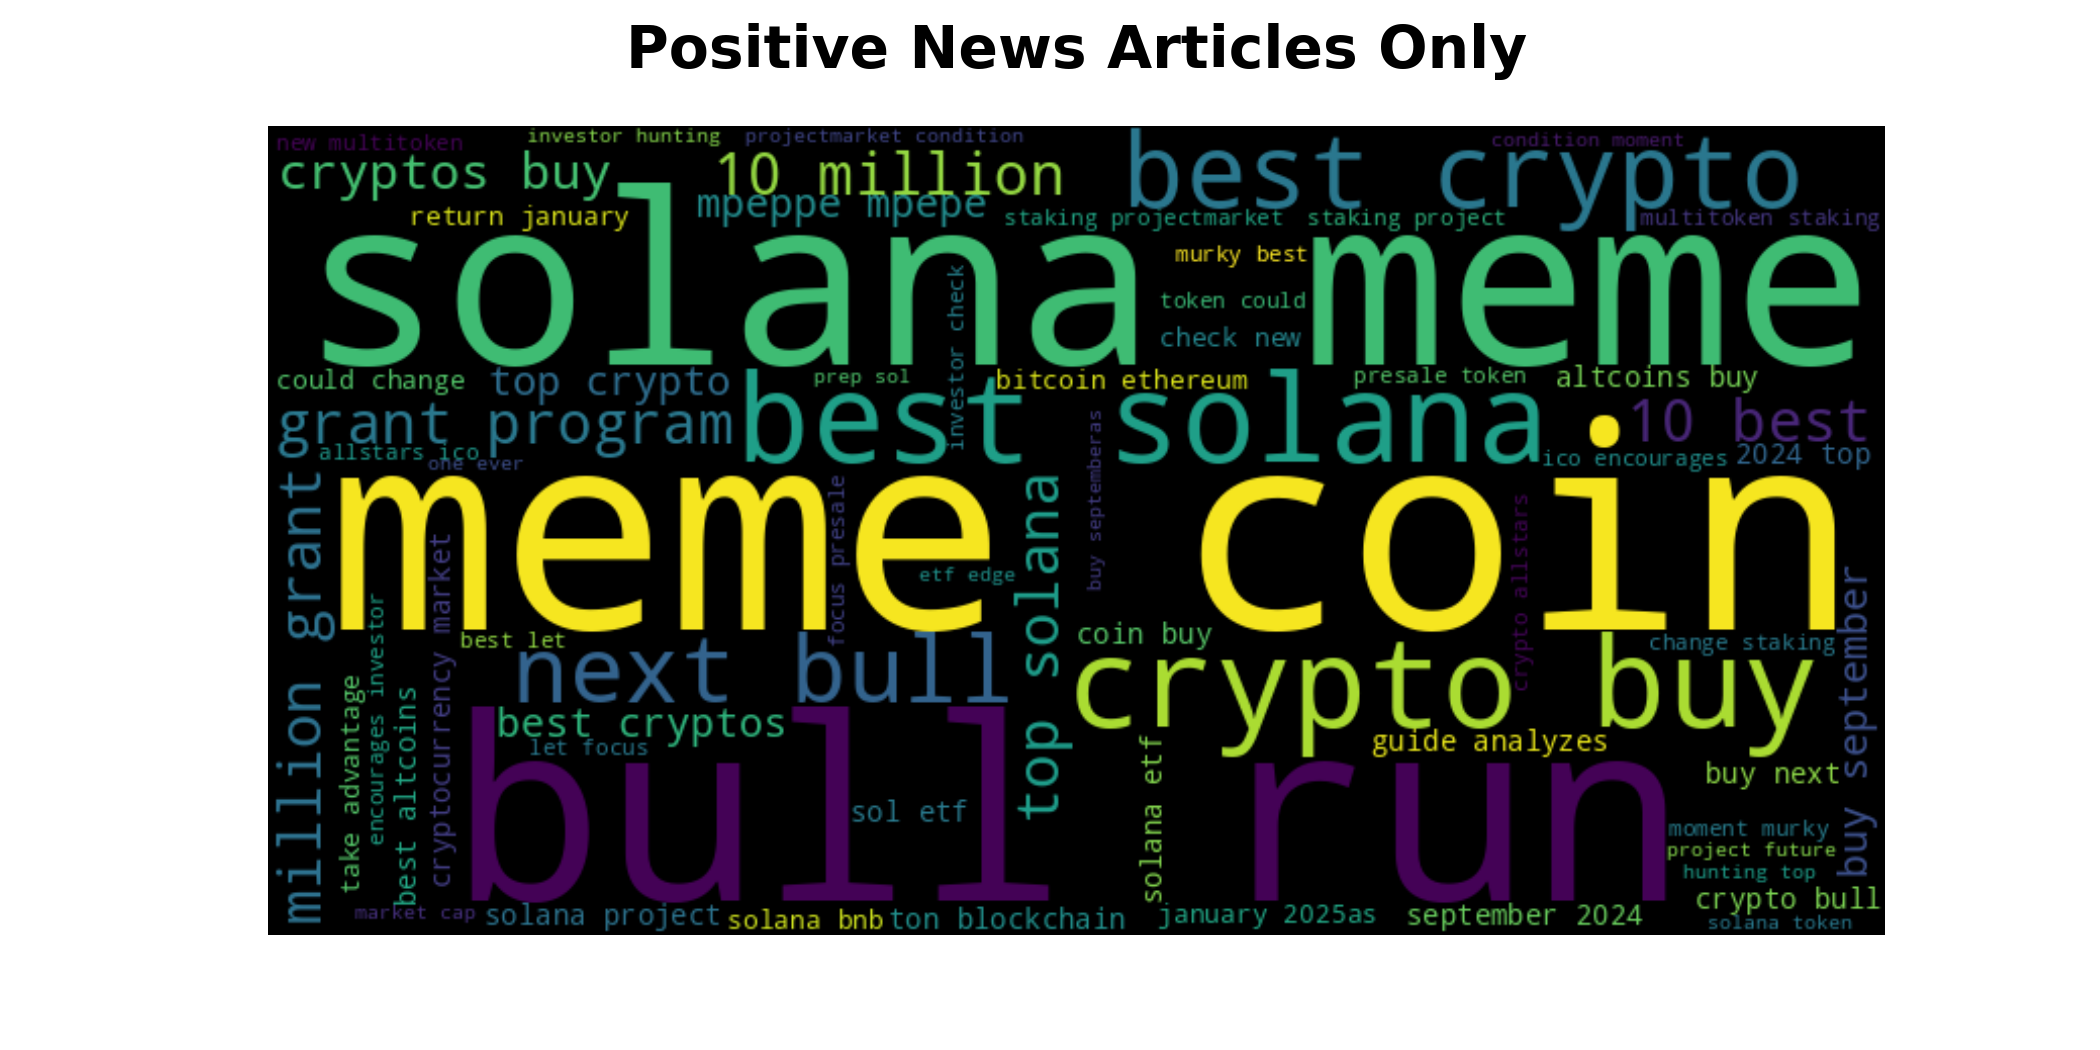 Positive News Articles Only
new multitoken
investor hunting
projectmarket condition
condition moment
cryptos buy
10 million
best crypto
return january
mpeppe mpepe
staking projectmarket
staking project
multitoken staking
solana meme
murky best
token could
check new
investor check
could change
top crypto
prep sol
bitcoin ethereum
presale token
altcoins buy
grant program
best solana
10 best
allstars ico
one ever
ico encourages
2024 top
million grant
meme coin
focus presale
etf edge
top solana
buy septemberas
crypto allstars
cryptocurrency market
best let
next bull
coin buy
crypto buy
change staking
buy september
take advantage
encourages investor
best altcoins
best cryptos
let focus
bull run
sol etf
solana etf
guide analyzes
buy next
moment murky
project future
hunting top
crypto bull
market cap
solana project
solana bnb
ton blockchain
january 2025as
september 2024
solana token